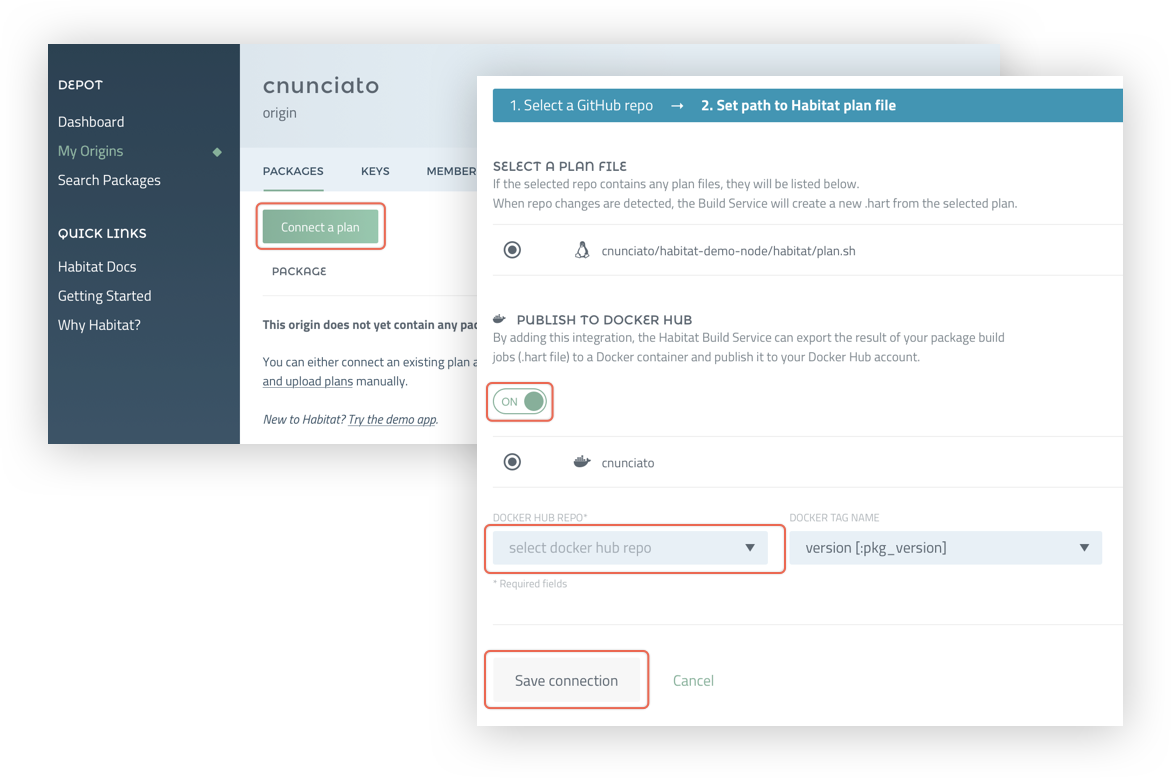 DEPOT
Dashboard
My Origins
Search Packages
QUICK LINKS
Habitat Docs
Getting Started
Why Habitat?
cnunciato
origin
PACKAGES KEYS MEMBER
Connect a plan
PACKAGE
This origin does not yet contain any
You can either connect an existing plan
and upload plans manually.
New to Habitat? Try the demo app.
1. Select a GitHub repo → 2. Set path to Habitat plan file
SELECT A PLAN FILE
If the selected repo contains any plan files, they will be listed below.
When repo changes are detected, the Build Service will create a new .hart from the selected plan.
cnunciato/habitat-demo-node/habitat/plan.sh
PUBLISH TO DOCKER HUB
By adding this integration, the Habitat Build Service can export the result of your package build
jobs (.hart file) to a Docker container and publish it to your Docker Hub account.
ON
cnunciato
DOCKER HUB REPO* DOCKER TAG NAME
select docker hub repo version [:pkg_version]
* Required fields
Save connection Cancel